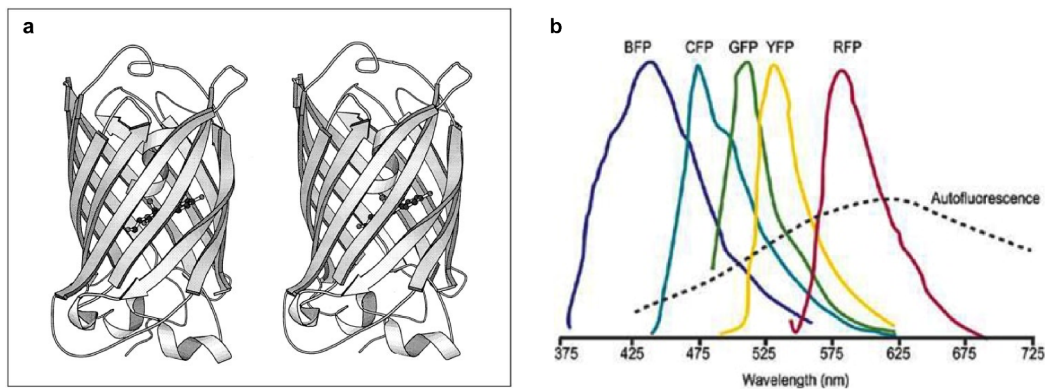 a
b
BFP CFP GFP YFP RFP
Autofluorescence
375 425 475 525 575 625 675 725
Wavelength (nm)